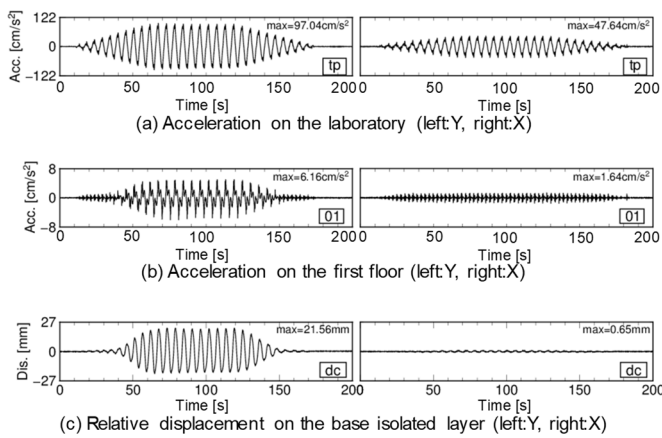 122
max=97.04cm/s²
max=47.64cm/s²
Acc. [cm/s²]
0
−122
tp
tp
0 50 100 150 200 0 50 100 150 200
Time [s] Time [s]
(a) Acceleration on the laboratory (left:Y, right:X)
8
max=6.16cm/s²
max=1.64cm/s²
Acc. [cm/s²]
0
−8
01
01
0 50 100 150 200 0 50 100 150 200
Time [s] Time [s]
(b) Acceleration on the first floor (left:Y, right:X)
27
max=21.56mm
max=0.65mm
Dis. [mm]
0
−27
dc
dc
0 50 100 150 200 0 50 100 150 200
Time [s] Time [s]
(c) Relative displacement on the base isolated layer (left:Y, right:X)